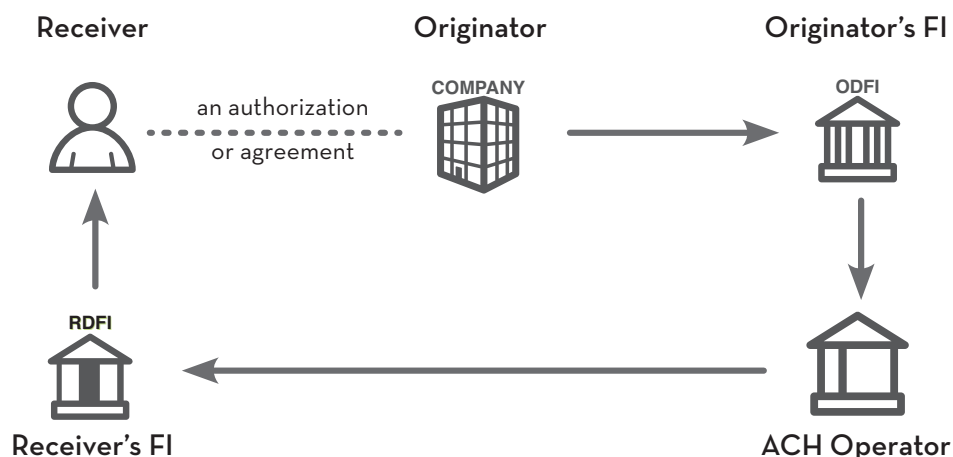 Receiver
Originator
Originator's FI
COMPANY
ODFI
an authorization
or agreement
RDFI
Receiver's FI
ACH Operator